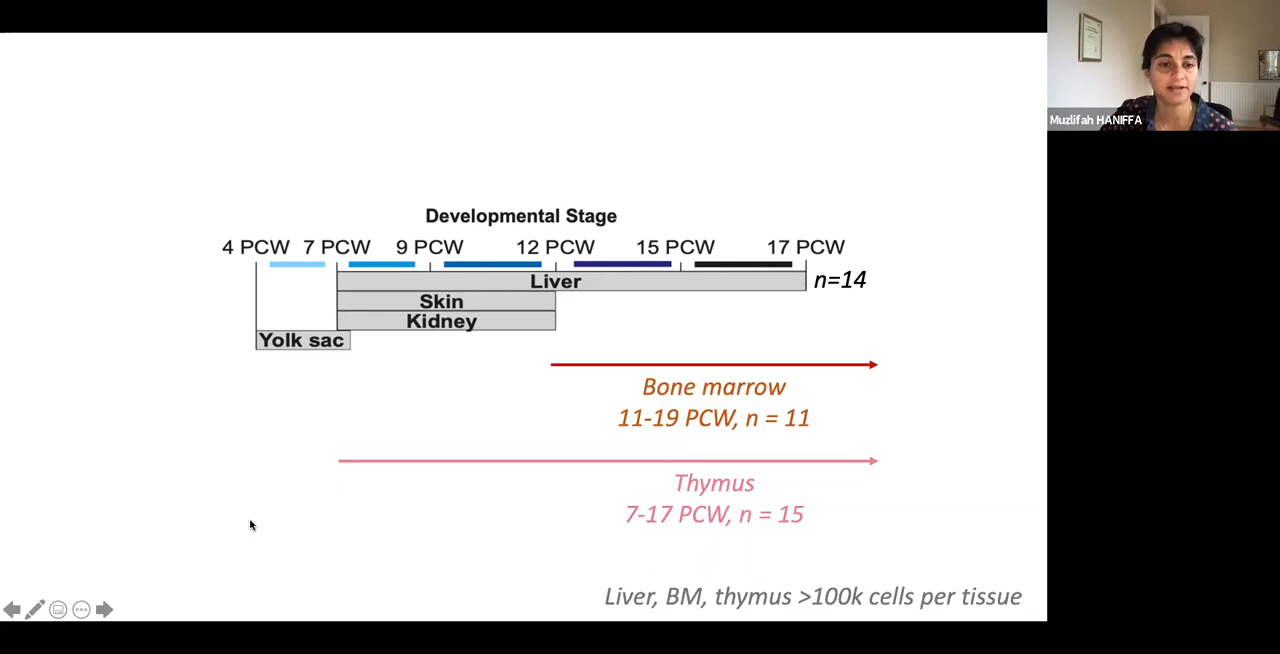 Muzlifah HANIFFA
Developmental Stage
4 PCW 7 PCW 9 PCW 12 PCW 15 PCW 17 PCW
Liver n=14
Skin
Kidney
Yolk sac
Bone marrow
11-19 PCW, n = 11
Thymus
7-17 PCW, n = 15
Liver, BM, thymus >100k cells per tissue